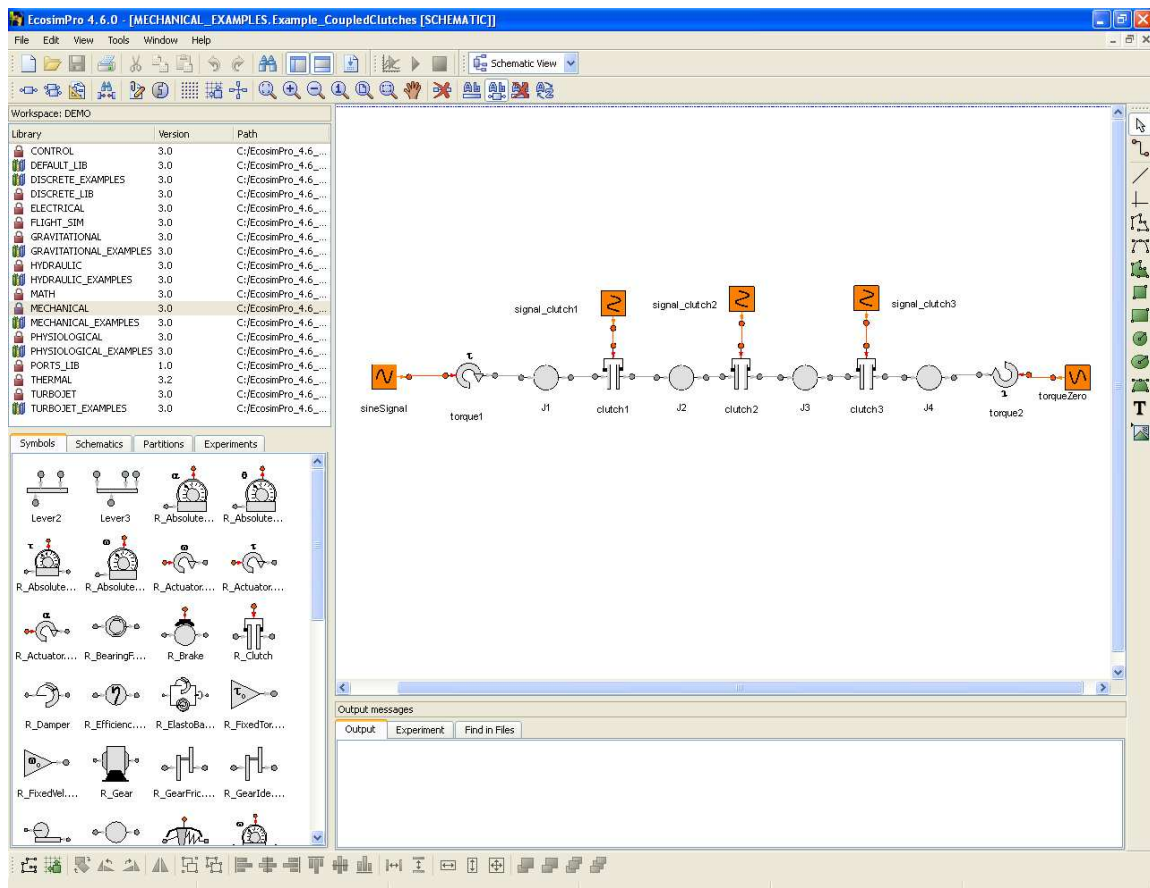 EcosimPro 4.6.0 - [MECHANICAL_EXAMPLES.Example_CoupledClutches [SCHEMATIC]]
File Edit View Tools Window Help
Schematic View
Workspace: DEMO
Library Version Path
CONTROL 3.0 C:/EcosimPro_4.6_...
DEFAULT_LIB 3.0 C:/EcosimPro_4.6_...
DISCRETE_EXAMPLES 3.0 C:/EcosimPro_4.6_...
DISCRETE_LIB 3.0 C:/EcosimPro_4.6_...
ELECTRICAL 3.0 C:/EcosimPro_4.6_...
FLIGHT_SIM 3.0 C:/EcosimPro_4.6_...
GRAVITATIONAL 3.0 C:/EcosimPro_4.6_...
GRAVITATIONAL_EXAMPLES 3.0 C:/EcosimPro_4.6_...
HYDRAULIC 3.0 C:/EcosimPro_4.6_...
HYDRAULIC_EXAMPLES 3.0 C:/EcosimPro_4.6_...
MATH 3.0 C:/EcosimPro_4.6_...
MECHANICAL 3.0 C:/EcosimPro_4.6_...
MECHANICAL_EXAMPLES 3.0 C:/EcosimPro_4.6_...
PHYSIOLOGICAL 3.0 C:/EcosimPro_4.6_...
PHYSIOLOGICAL_EXAMPLES 3.0 C:/EcosimPro_4.6_...
PORTS_LIB 1.0 C:/EcosimPro_4.6_...
THERMAL 3.2 C:/EcosimPro_4.6_...
TURBOJET 3.0 C:/EcosimPro_4.6_...
TURBOJET_EXAMPLES 3.0 C:/EcosimPro_4.6_...
Symbols Schematics Partitions Experiments
α θ
Lever2 Lever3 R_Absolute... R_Absolute...
τ ω ω τ
R_Absolute... R_Absolute... R_Actuator.... R_Actuator....
α
R_Actuator.... R_BearingF.... R_Brake R_Clutch
η τ₀
R_Damper R_Efficienc.... R_ElastoBa... R_FixedTor....
ω₀
R_FixedVel.... R_Gear R_GearFric.... R_GearIde....
ω
signal_clutch1 signal_clutch2 signal_clutch3
τ
sineSignal torque1 J1 clutch1 J2 clutch2 J3 clutch3 J4 τ torque2 torqueZero
T
Output messages
Output Experiment Find in Files